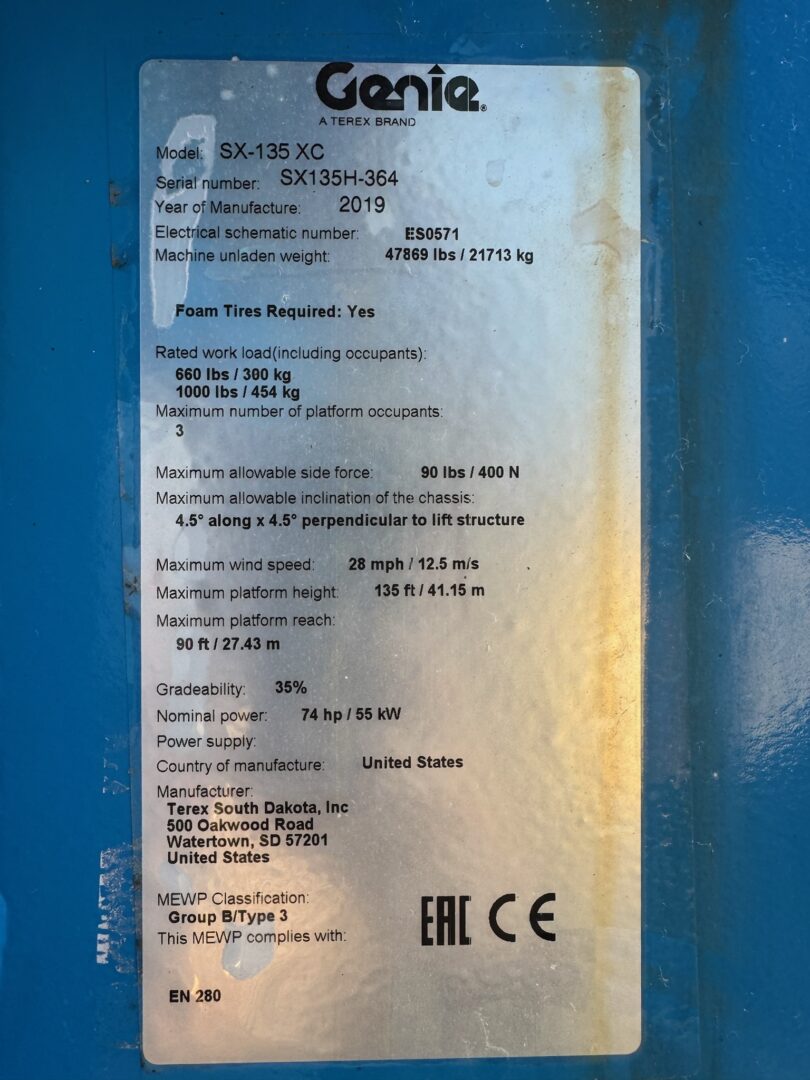 Genie®
A TEREX BRAND
Model: SX-135 XC
Serial number: SX135H-364
Year of Manufacture: 2019
Electrical schematic number: ES0571
Machine unladen weight: 47869 lbs / 21713 kg
Foam Tires Required: Yes
Rated work load(including occupants):
660 lbs / 300 kg
1000 lbs / 454 kg
Maximum number of platform occupants:
3
Maximum allowable side force: 90 lbs / 400 N
Maximum allowable inclination of the chassis:
4.5° along x 4.5° perpendicular to lift structure
Maximum wind speed: 28 mph / 12.5 m/s
Maximum platform height: 135 ft / 41.15 m
Maximum platform reach:
90 ft / 27.43 m
Gradeability: 35%
Nominal power: 74 hp / 55 kW
Power supply:
Country of manufacture: United States
Manufacturer:
Terex South Dakota, Inc
500 Oakwood Road
Watertown, SD 57201
United States
MEWP Classification:
Group B/Type 3
This MEWP complies with:
EAC CE
EN 280